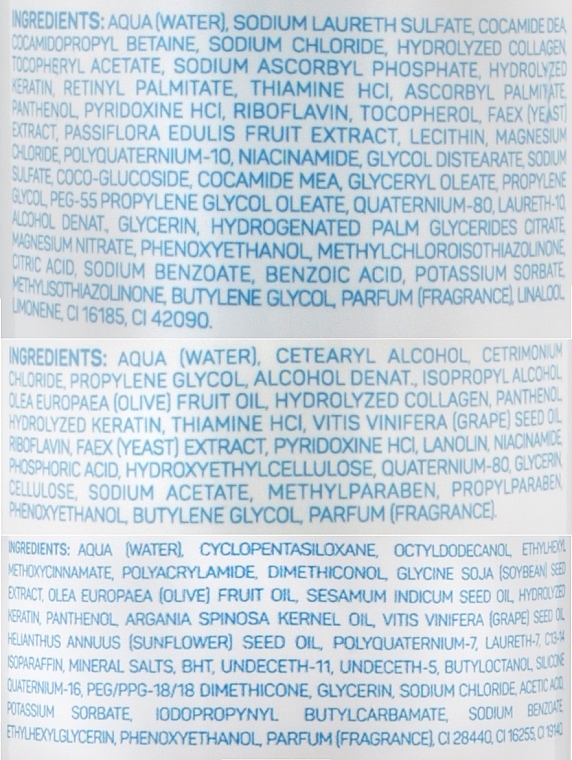 INGREDIENTS: AQUA (WATER), SODIUM LAURETH SULFATE, COCAMIDE DEA,
COCAMIDOPROPYL BETAINE, SODIUM CHLORIDE, HYDROLYZED COLLAGEN,
TOCOPHERYL ACETATE, SODIUM ASCORBYL PHOSPHATE, HYDROLYZED
KERATIN, RETINYL PALMITATE, THIAMINE HCI, ASCORBYL PALMITATE,
PANTHENOL, PYRIDOXINE HCI, RIBOFLAVIN, TOCOPHEROL, FAEX (YEAST)
EXTRACT, PASSIFLORA EDULIS FRUIT EXTRACT, LECITHIN, MAGNESIUM
CHLORIDE, POLYQUATERNIUM-10, NIACINAMIDE, GLYCOL DISTEARATE, SODIUM
SULFATE, COCO-GLUCOSIDE, COCAMIDE MEA, GLYCERYL OLEATE, PROPYLENE
GLYCOL, PEG-55 PROPYLENE GLYCOL OLEATE, QUATERNIUM-80, LAURETH-10,
ALCOHOL DENAT., GLYCERIN, HYDROGENATED PALM GLYCERIDES CITRATE,
MAGNESIUM NITRATE, PHENOXYETHANOL, METHYLCHLOROISOTHIAZOLINONE,
CITRIC ACID, SODIUM BENZOATE, BENZOIC ACID, POTASSIUM SORBATE,
METHYLISOTHIAZOLINONE, BUTYLENE GLYCOL, PARFUM (FRAGRANCE), LINALOOL,
LIMONENE, CI 16185, CI 42090.
INGREDIENTS: AQUA (WATER), CETEARYL ALCOHOL, CETRIMONIUM
CHLORIDE, PROPYLENE GLYCOL, ALCOHOL DENAT., ISOPROPYL ALCOHOL,
OLEA EUROPAEA (OLIVE) FRUIT OIL, HYDROLYZED COLLAGEN, PANTHENOL,
HYDROLYZED KERATIN, THIAMINE HCI, VITIS VINIFERA (GRAPE) SEED OIL,
RIBOFLAVIN, FAEX (YEAST) EXTRACT, PYRIDOXINE HCI, LANOLIN, NIACINAMIDE,
PHOSPHORIC ACID, HYDROXYETHYLCELLULOSE, QUATERNIUM-80, GLYCERIN,
CELLULOSE, SODIUM ACETATE, METHYLPARABEN, PROPYLPARABEN,
PHENOXYETHANOL, BUTYLENE GLYCOL, PARFUM (FRAGRANCE).
INGREDIENTS: AQUA (WATER), CYCLOPENTASILOXANE, OCTYLDODECANOL, ETHYLHEXYL
METHOXYCINNAMATE, POLYACRYLAMIDE, DIMETHICONOL, GLYCINE SOJA (SOYBEAN) SEED
EXTRACT, OLEA EUROPAEA (OLIVE) FRUIT OIL, SESAMUM INDICUM SEED OIL, HYDROLYZED
KERATIN, PANTHENOL, ARGANIA SPINOSA KERNEL OIL, VITIS VINIFERA (GRAPE) SEED OIL,
HELIANTHUS ANNUUS (SUNFLOWER) SEED OIL, POLYQUATERNIUM-7, LAURETH-7, C13-14
ISOPARAFFIN, MINERAL SALTS, BHT, UNDECETH-11, UNDECETH-5, BUTYLOCTANOL, SILICONE
QUATERNIUM-16, PEG/PPG-18/18 DIMETHICONE, GLYCERIN, SODIUM CHLORIDE, ACETIC ACID,
POTASSIUM SORBATE, IODOPROPYNYL BUTYLCARBAMATE, SODIUM BENZOATE,
ETHYLHEXYLGLYCERIN, PHENOXYETHANOL, PARFUM (FRAGRANCE), CI 28440, CI 16255, CI 19140.